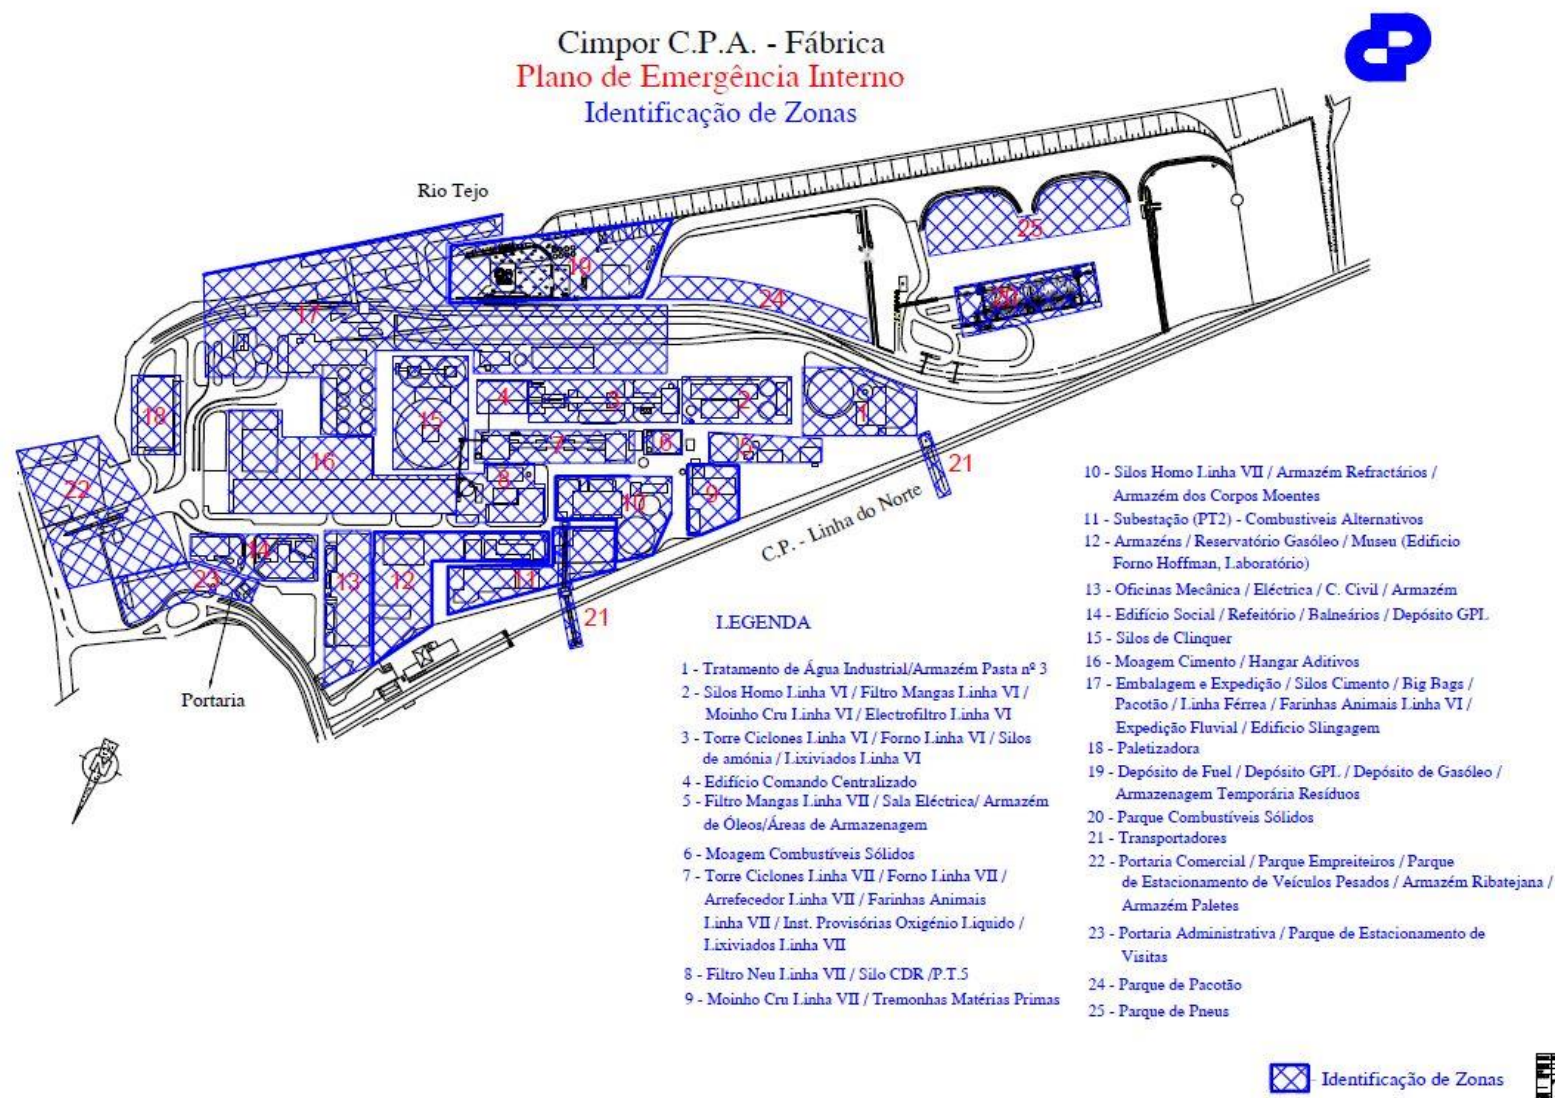 Cimpor C.P.A. - Fábrica
Plano de Emergência Interno
Identificação de Zonas
Rio Tejo
25
19
24
20
17
18
4
3
2
1
15
7
6
5
16
8
21
22
10
9
C.P. - Linha do Norte
14
23
13
12
11
21
Portaria
LEGENDA
1 - Tratamento de Água Industrial/Armazém Pasta nº 3
2 - Silos Homo Linha VI / Filtro Mangas Linha VI /
Moinho Cru Linha VI / Electrofiltro Linha VI
3 - Torre Ciclones Linha VI / Forno Linha VI / Silos
de amónia / Lixiviados Linha VI
4 - Edifício Comando Centralizado
5 - Filtro Mangas Linha VII / Sala Eléctrica/ Armazém
de Óleos/Áreas de Armazenagem
6 - Moagem Combustíveis Sólidos
7 - Torre Ciclones Linha VII / Forno Linha VII /
Arrefecedor Linha VII / Farinhas Animais
Linha VII / Inst. Provisórias Oxigénio Liquido /
Lixiviados Linha VII
8 - Filtro Neu Linha VII / Silo CDR /P.T.5
9 - Moinho Cru Linha VII / Tremonhas Matérias Primas
10 - Silos Homo Linha VII / Armazém Refractários /
Armazém dos Corpos Moentes
11 - Subestação (PT2) - Combustiveis Alternativos
12 - Armazéns / Reservatório Gasóleo / Museu (Edificio
Forno Hoffman, Laboratório)
13 - Oficinas Mecânica / Eléctrica / C. Civil / Armazém
14 - Edifício Social / Refeitório / Balneários / Depósito GPL
15 - Silos de Clinquer
16 - Moagem Cimento / Hangar Aditivos
17 - Embalagem e Expedição / Silos Cimento / Big Bags /
Pacotão / Linha Férrea / Farinhas Animais Linha VI /
Expedição Fluvial / Edificio Slingagem
18 - Paletizadora
19 - Depósito de Fuel / Depósito GPL / Depósito de Gasóleo /
Armazenagem Temporária Resíduos
20 - Parque Combustíveis Sólidos
21 - Transportadores
22 - Portaria Comercial / Parque Empreiteiros / Parque
de Estacionamento de Veículos Pesados / Armazém Ribatejana /
Armazém Paletes
23 - Portaria Administrativa / Parque de Estacionamento de
Visitas
24 - Parque de Pacotão
25 - Parque de Pneus
Identificação de Zonas